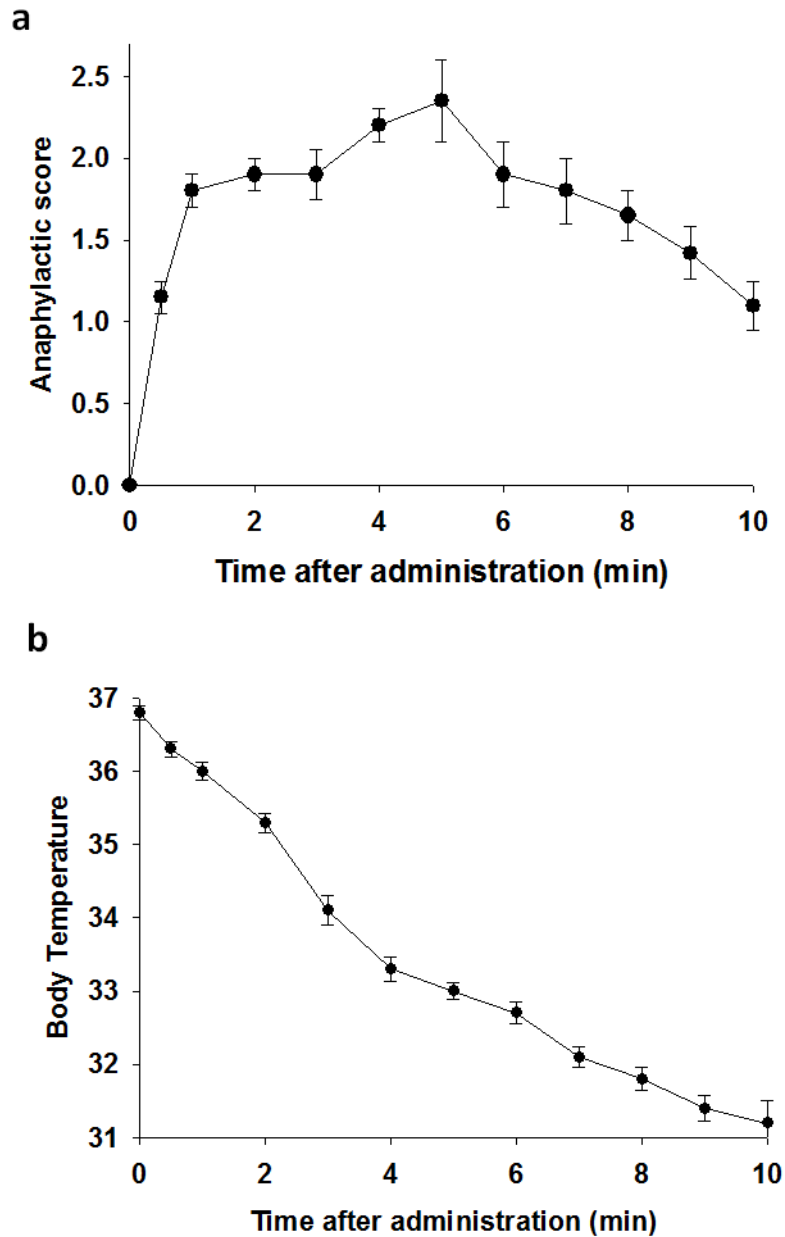 a
2.5
2.0
1.5
1.0
0.5
0.0
Anaphylactic score
0 2 4 6 8 10
Time after administration (min)
b
37
36
35
34
33
32
31
Body Temperature
0 2 4 6 8 10
Time after administration (min)